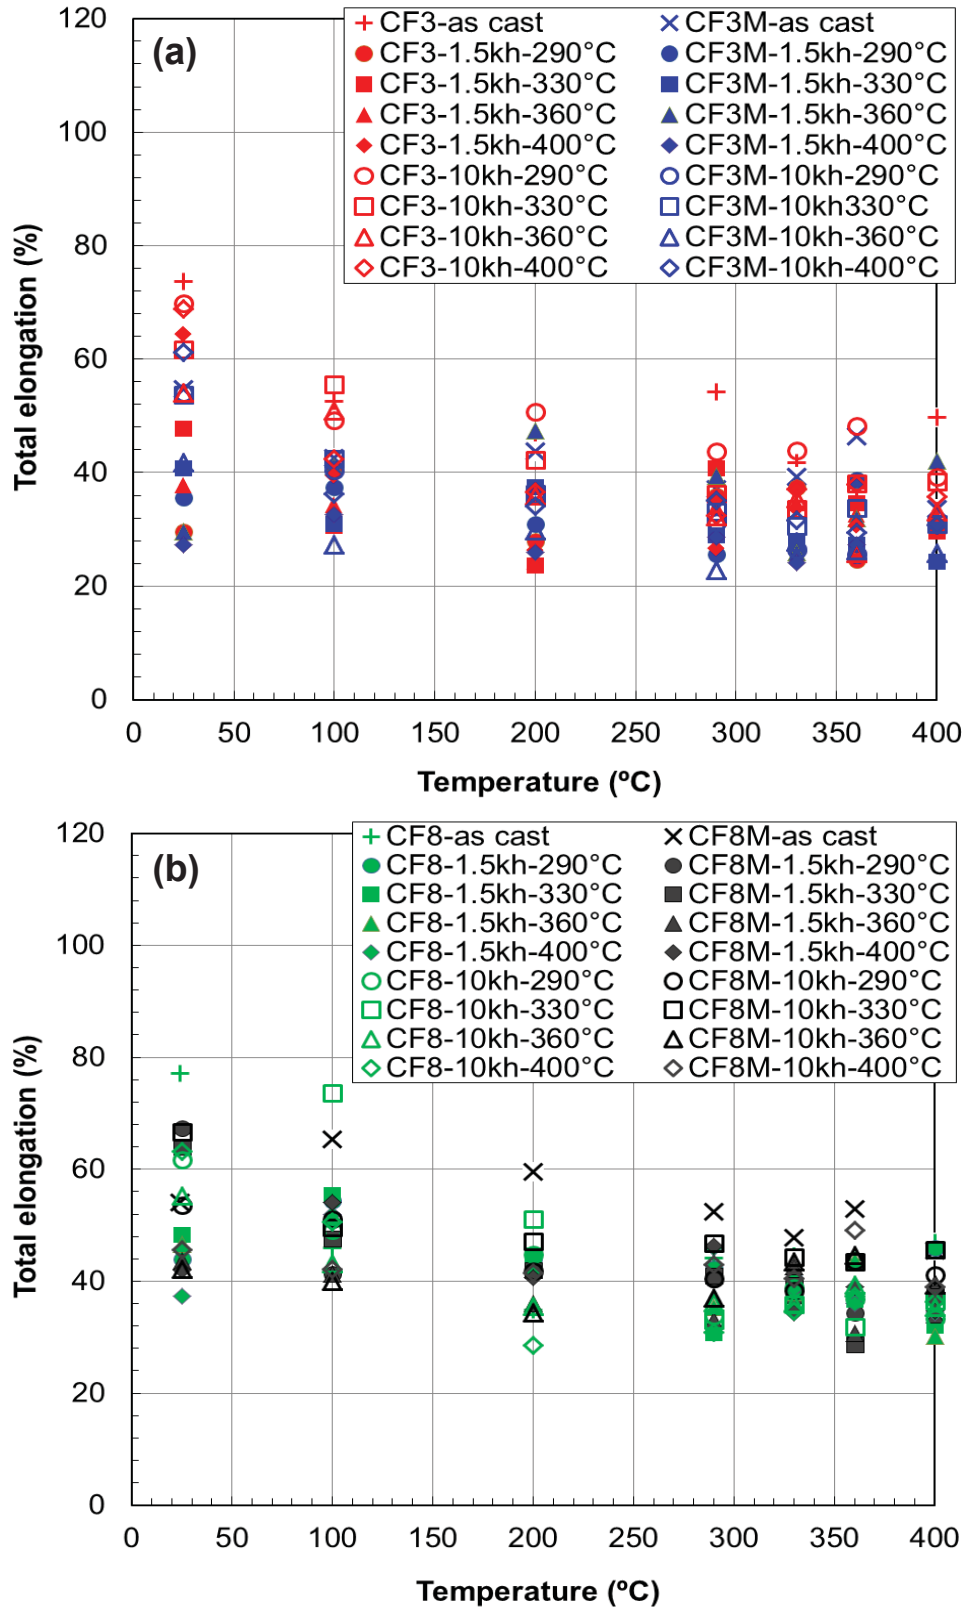 (a)
CF3-as cast CF3M-as cast
CF3-1.5kh-290°C CF3M-1.5kh-290°C
CF3-1.5kh-330°C CF3M-1.5kh-330°C
CF3-1.5kh-360°C CF3M-1.5kh-360°C
CF3-1.5kh-400°C CF3M-1.5kh-400°C
CF3-10kh-290°C CF3M-10kh-290°C
CF3-10kh-330°C CF3M-10kh330°C
CF3-10kh-360°C CF3M-10kh-360°C
CF3-10kh-400°C CF3M-10kh-400°C
Total elongation (%)
120
100
80
60
40
20
0
0 50 100 150 200 250 300 350 400
Temperature (ºC)
(b)
CF8-as cast CF8M-as cast
CF8-1.5kh-290°C CF8M-1.5kh-290°C
CF8-1.5kh-330°C CF8M-1.5kh-330°C
CF8-1.5kh-360°C CF8M-1.5kh-360°C
CF8-1.5kh-400°C CF8M-1.5kh-400°C
CF8-10kh-290°C CF8M-10kh-290°C
CF8-10kh-330°C CF8M-10kh-330°C
CF8-10kh-360°C CF8M-10kh-360°C
CF8-10kh-400°C CF8M-10kh-400°C
Total elongation (%)
120
100
80
60
40
20
0
0 50 100 150 200 250 300 350 400
Temperature (ºC)